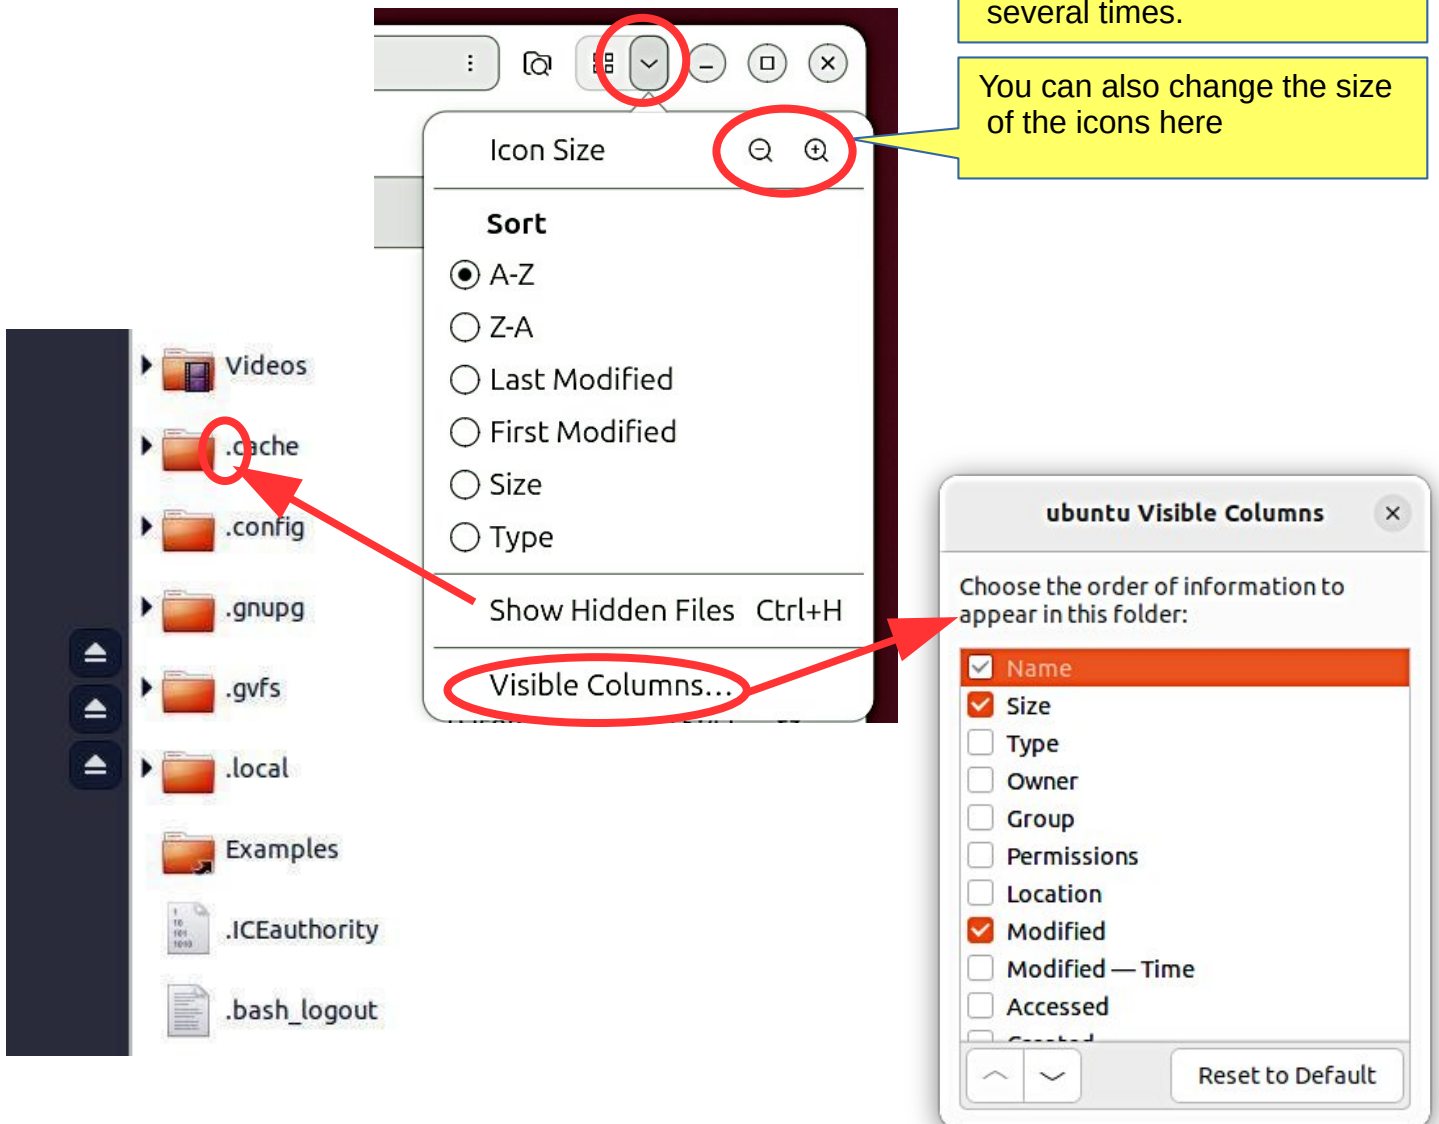 several times.
You can also change the size
of the icons here
Icon Size
Sort
A-Z
Z-A
Last Modified
First Modified
Size
Type
Show Hidden Files Ctrl+H
Visible Columns...
Videos
.cache
.config
.gnupg
.gvfs
.local
Examples
.ICEauthority
.bash_logout
ubuntu Visible Columns
Choose the order of information to
appear in this folder:
Name
Size
Type
Owner
Group
Permissions
Location
Modified
Modified — Time
Accessed
Reset to Default